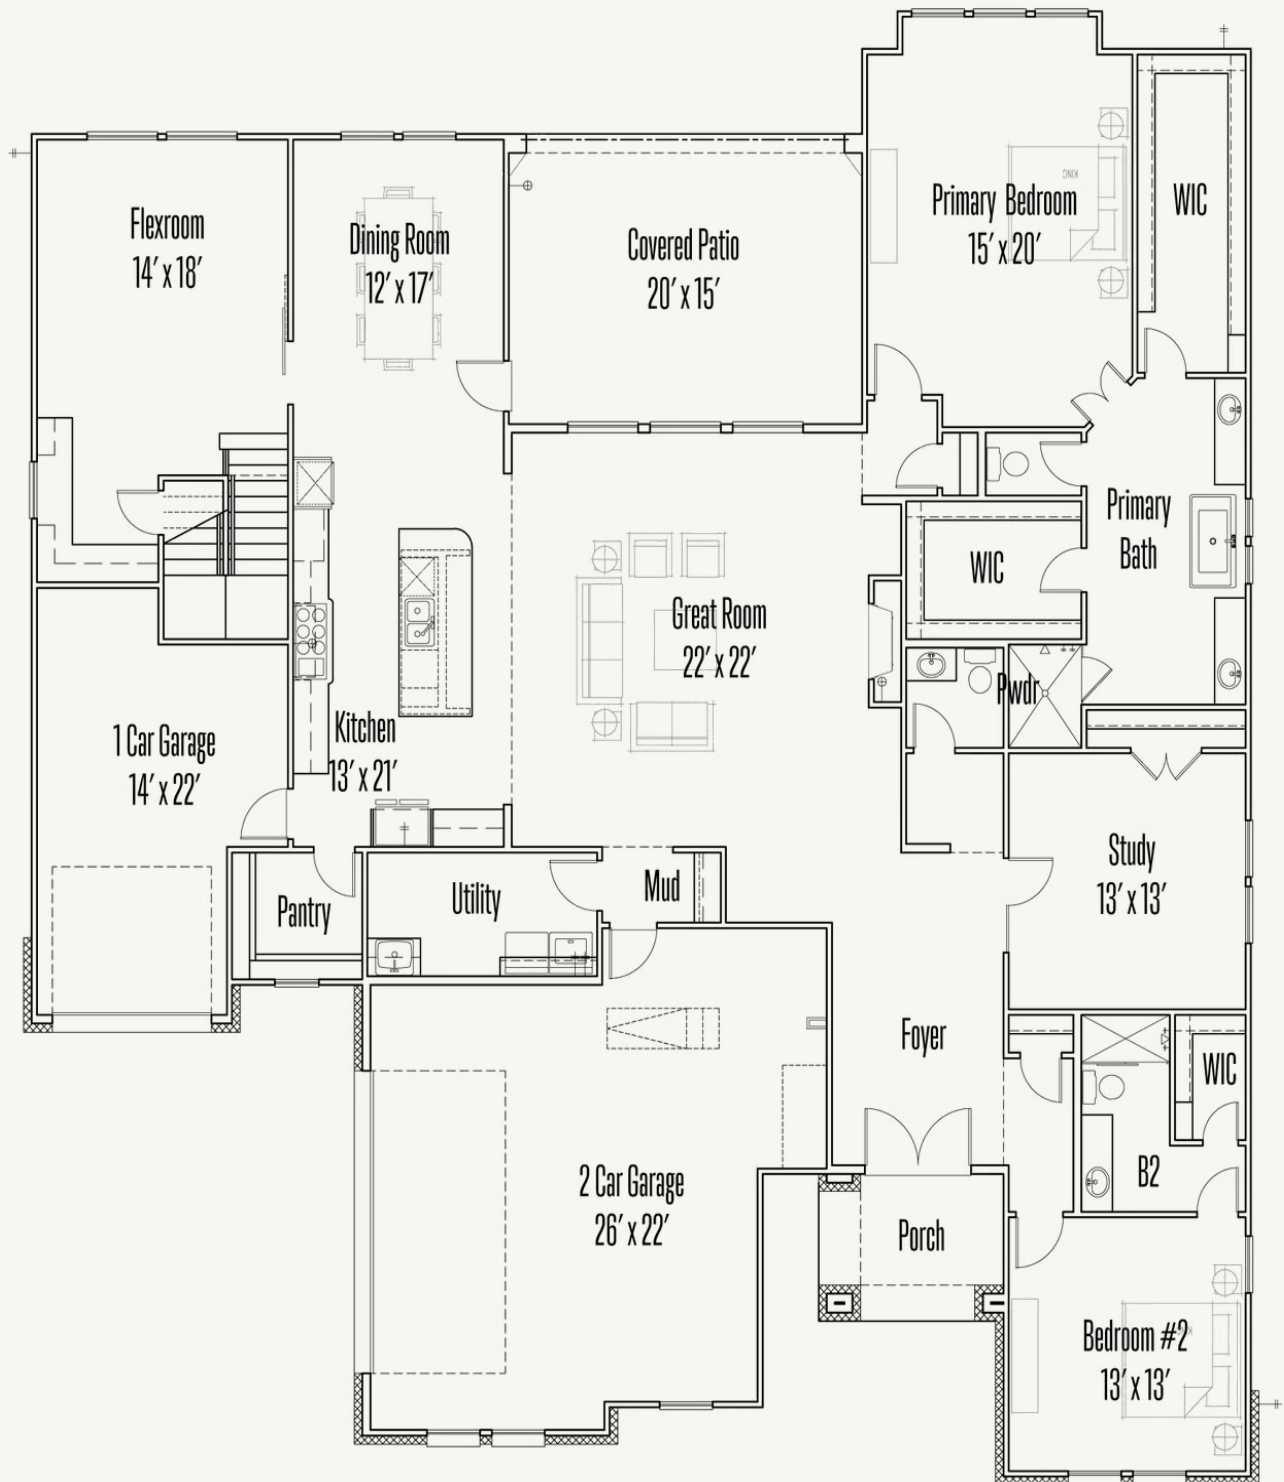 Flexroom
14' x 18'
Dining Room
12' x 17'
Covered Patio
20' x 15'
Primary Bedroom
15' x 20'
KING
WIC
Primary
Bath
WIC
Great Room
22' x 22'
Pwdr
1 Car Garage
14' x 22'
Kitchen
13' x 21'
Pantry
Utility
Mud
Study
13' x 13'
Foyer
WIC
B2
2 Car Garage
26' x 22'
Porch
Bedroom #2
13' x 13'